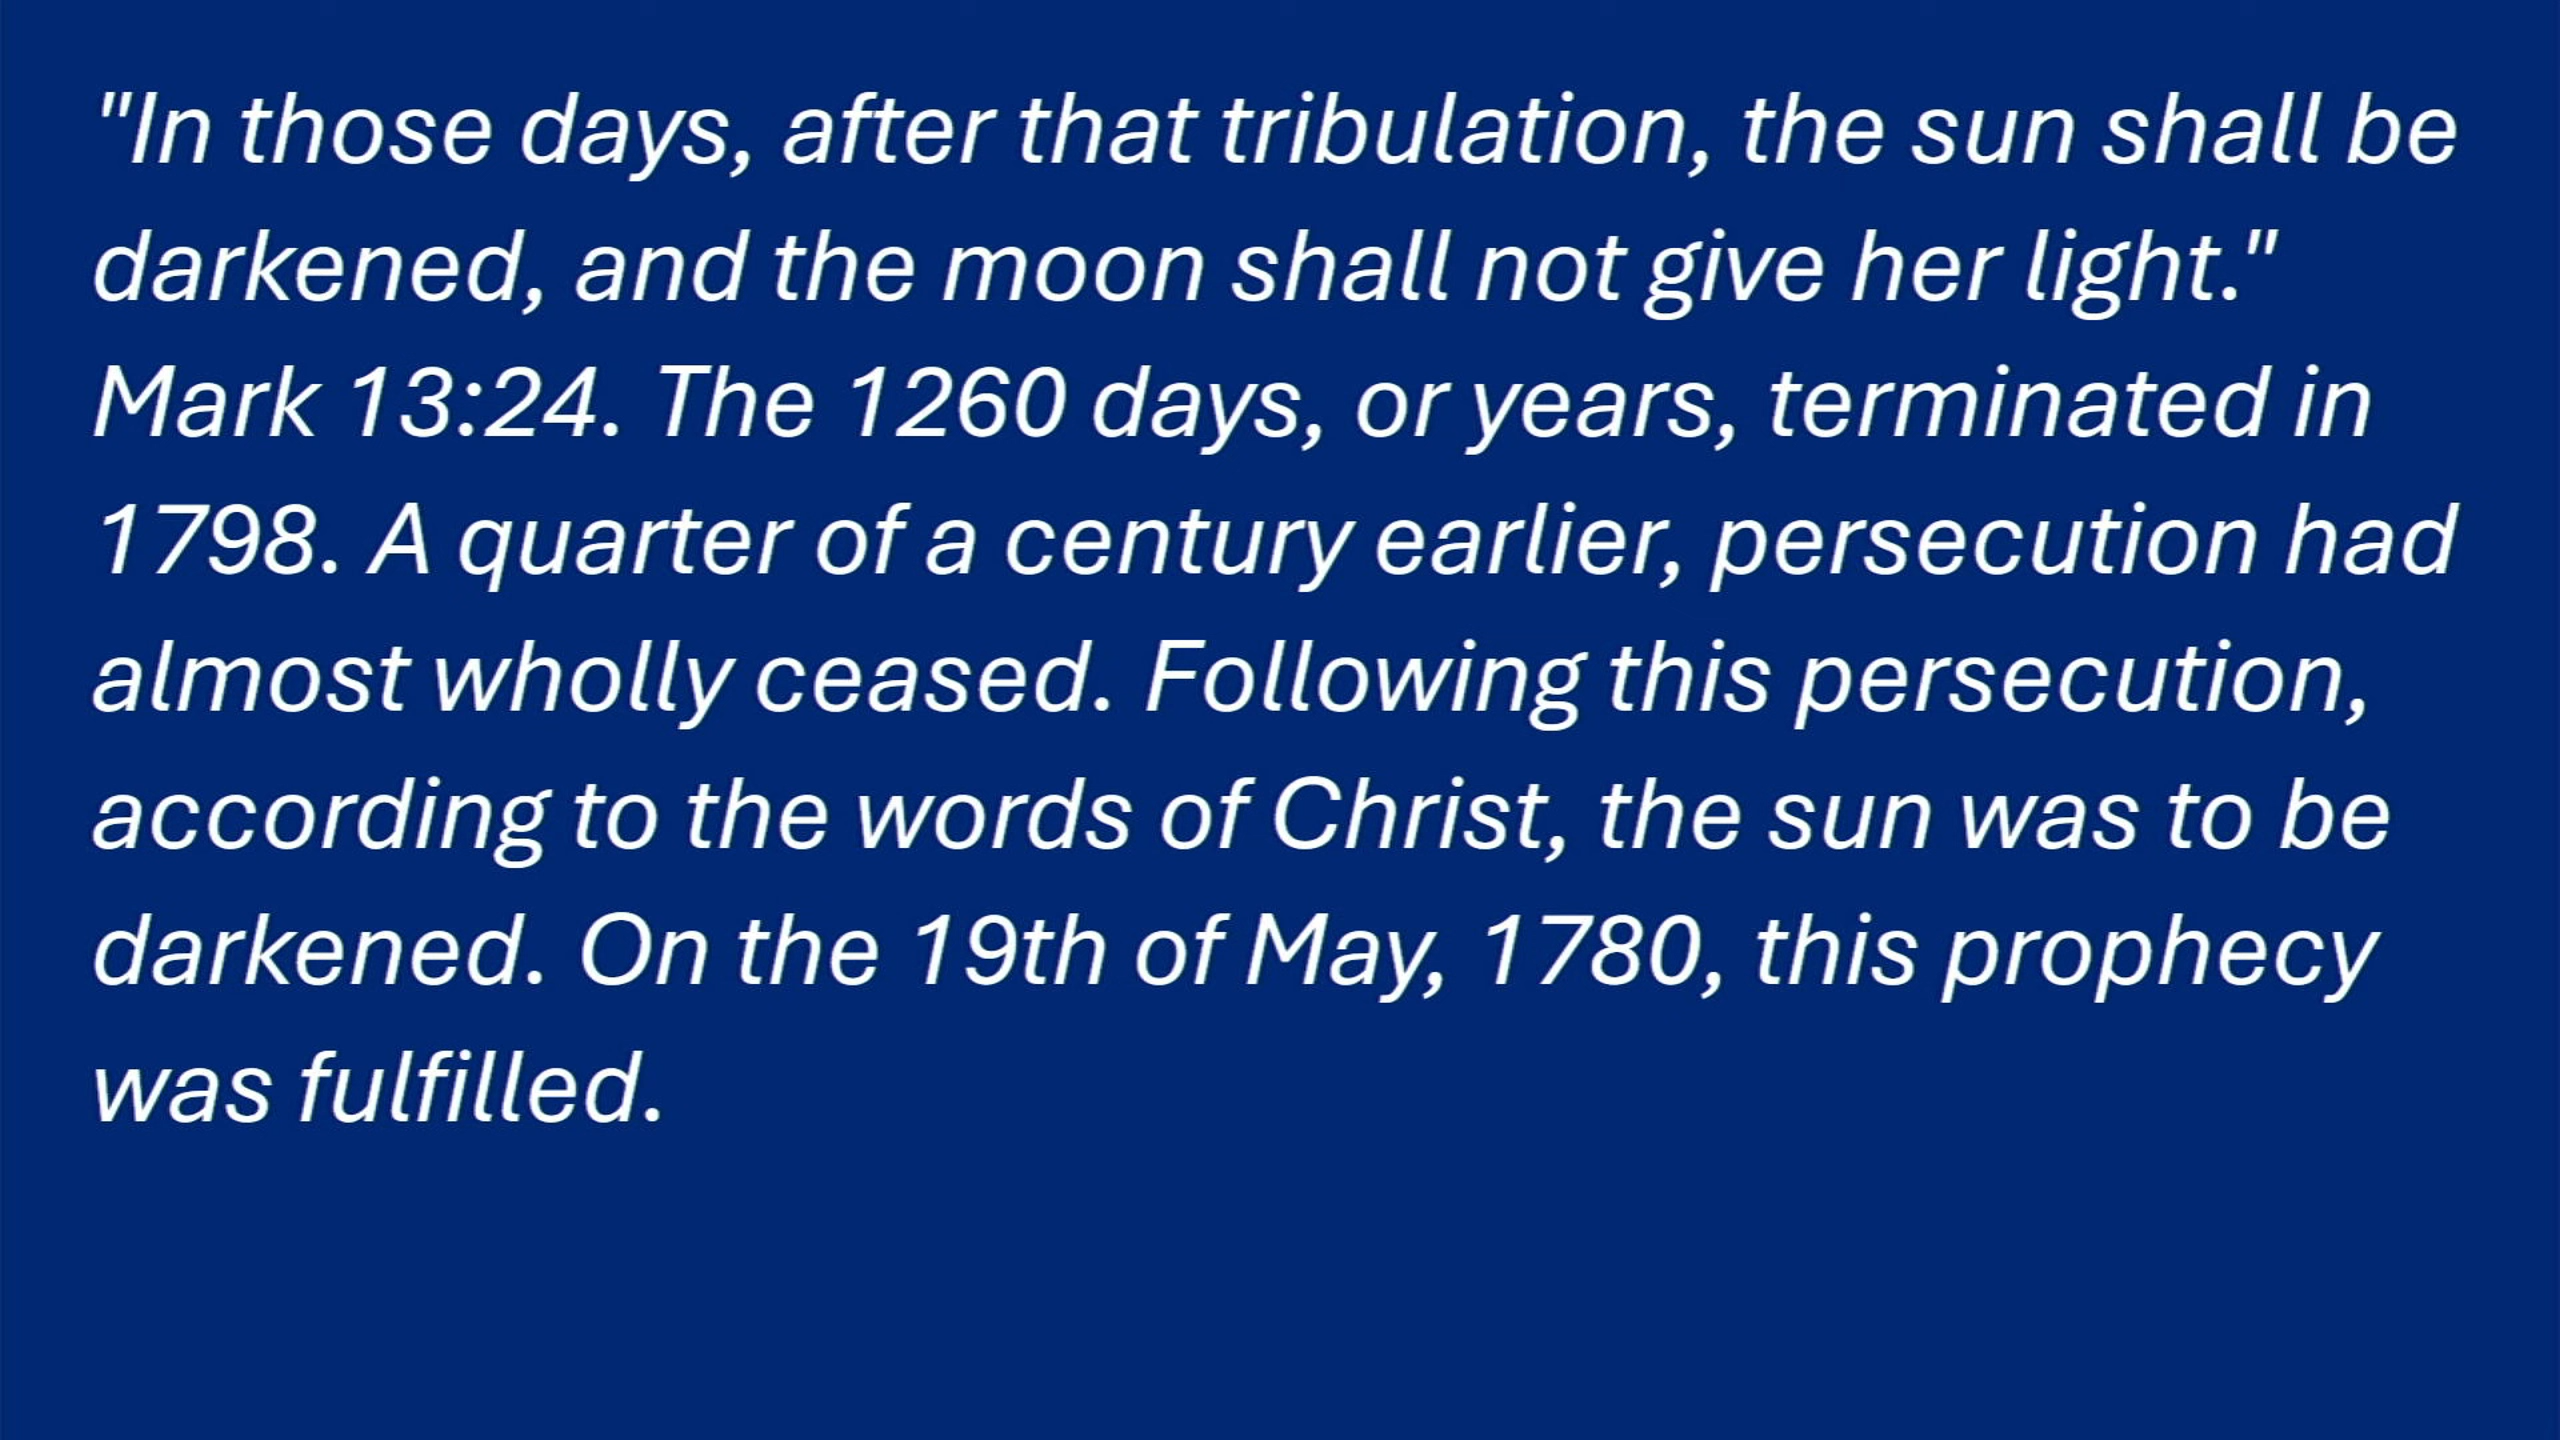 "In those days, after that tribulation, the sun shall be
darkened, and the moon shall not give her light."
Mark 13:24. The 1260 days, or years, terminated in
1798. A quarter of a century earlier, persecution had
almost wholly ceased. Following this persecution,
according to the words of Christ, the sun was to be
darkened. On the 19th of May, 1780, this prophecy
was fulfilled.